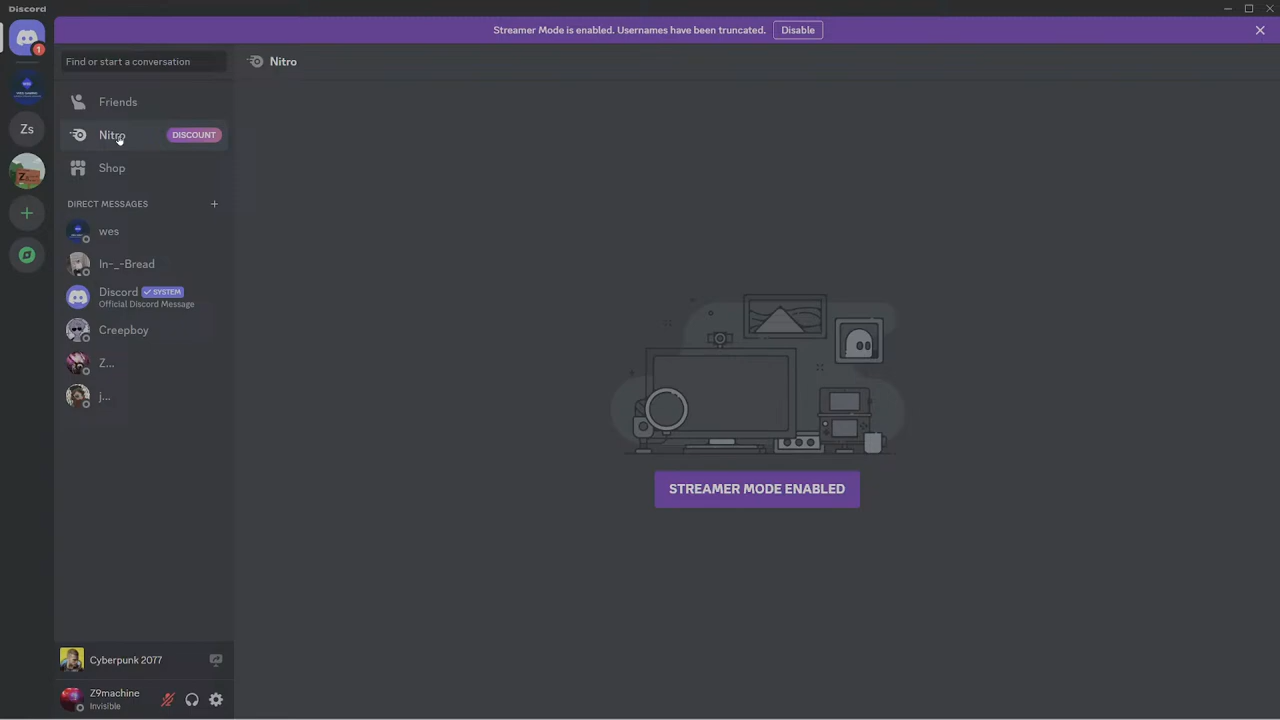 Discord
Streamer Mode is enabled. Usernames have been truncated.
Disable
1
Find or start a conversation
Nitro
Friends
Nitro
DISCOUNT
Zs
Shop
DIRECT MESSAGES
wes
In-_-Bread
Discord
SYSTEM
Official Discord Message
Creepboy
Z...
j...
STREAMER MODE ENABLED
Cyberpunk 2077
Z9machine
Invisible